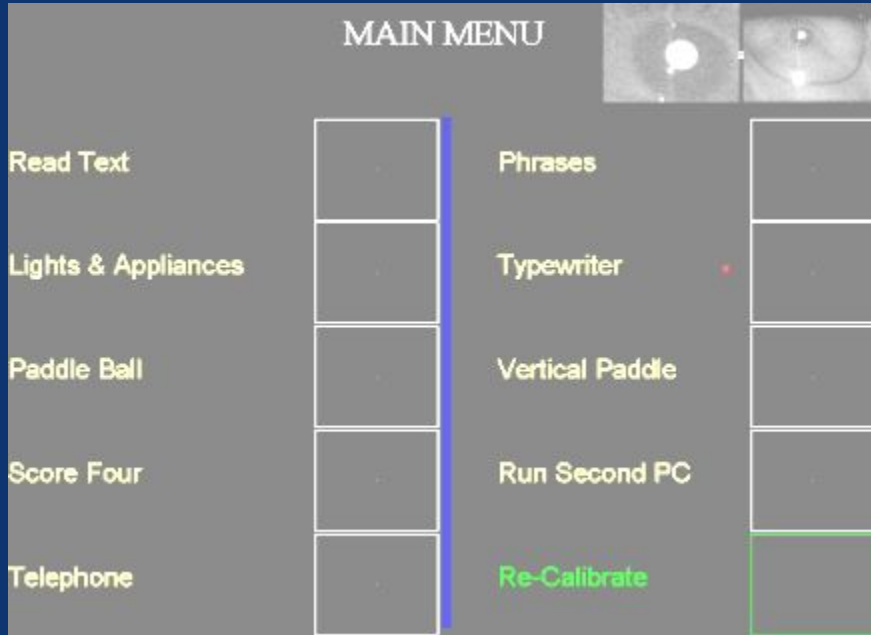 MAIN MENU
Read Text
Lights & Appliances
Paddle Ball
Score Four
Telephone
Phrases
Typewriter
Vertical Paddle
Run Second PC
Re-Calibrate